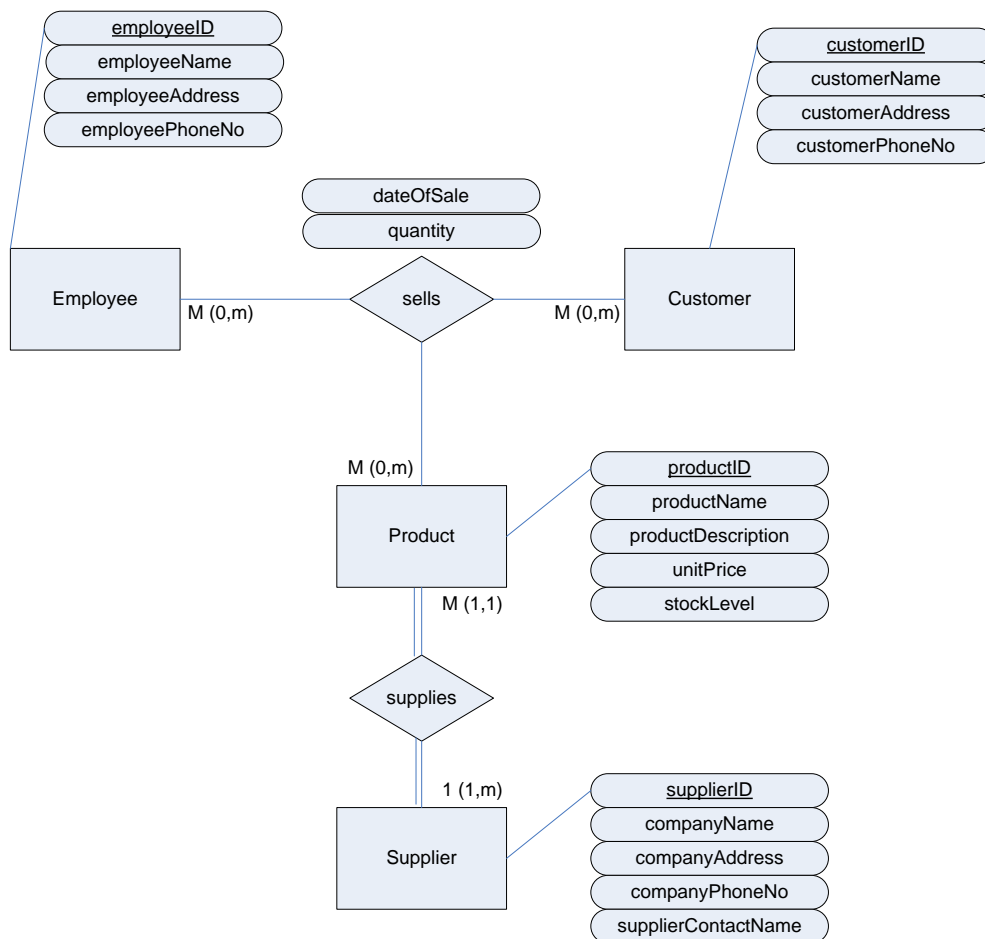 employeeID
employeeName
employeeAddress
employeePhoneNo
customerID
customerName
customerAddress
customerPhoneNo
dateOfSale
quantity
Employee
sells
Customer
M (0,m)
M (0,m)
M (0,m)
Product
productID
productName
productDescription
unitPrice
stockLevel
M (1,1)
supplies
1 (1,m)
Supplier
supplierID
companyName
companyAddress
companyPhoneNo
supplierContactName